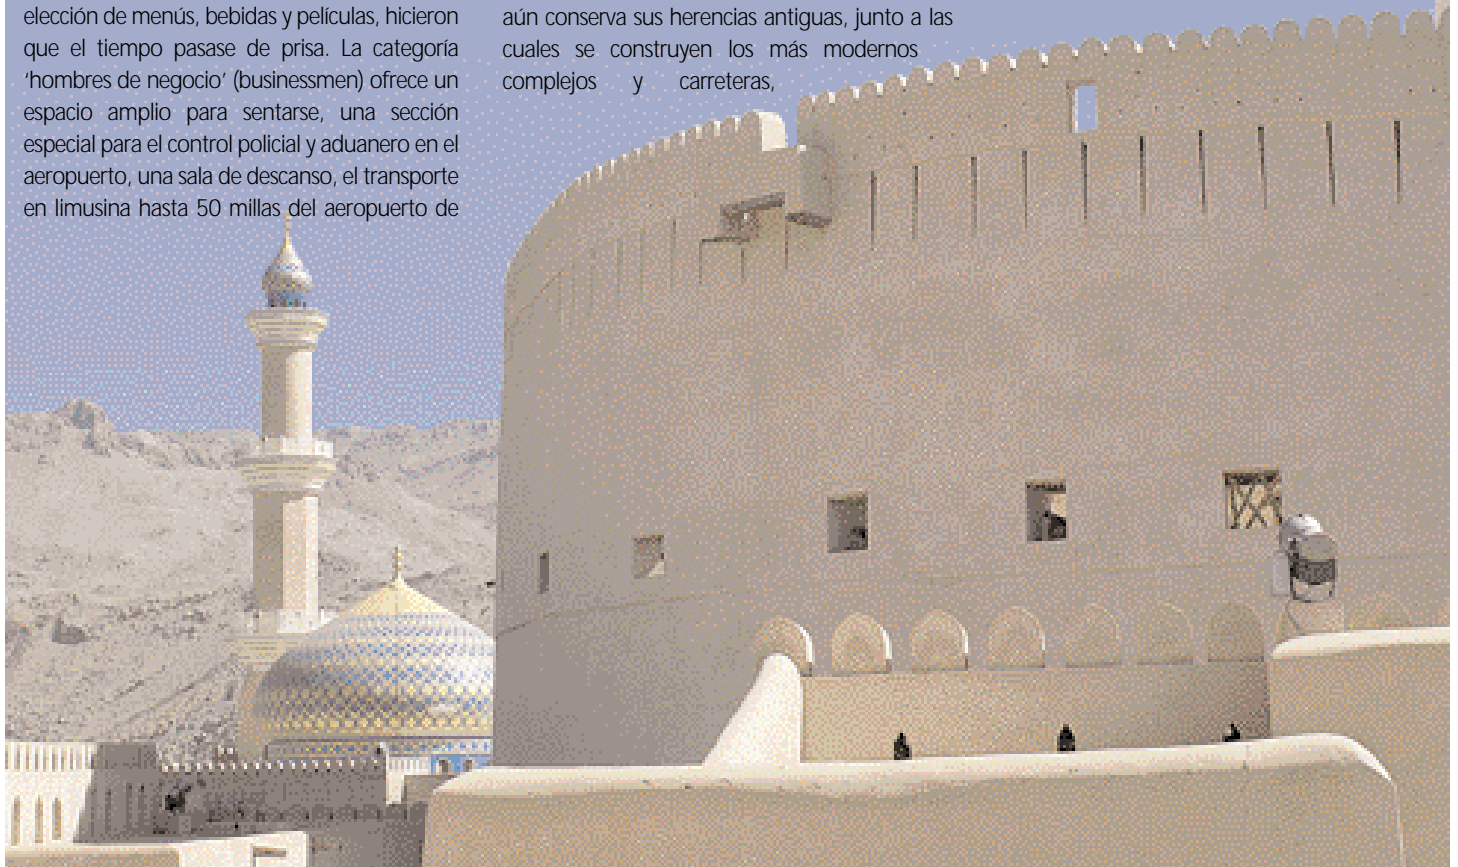 elección de menús, bebidas y películas, hicieron
que el tiempo pasase de prisa. La categoría
‘hombres de negocio’ (businessmen) ofrece un
espacio amplio para sentarse, una sección
especial para el control policial y aduanero en el
aeropuerto, una sala de descanso, el transporte
en limusina hasta 50 millas del aeropuerto de
aún conserva sus herencias antiguas, junto a las
cuales se construyen los más modernos
complejos y carreteras,